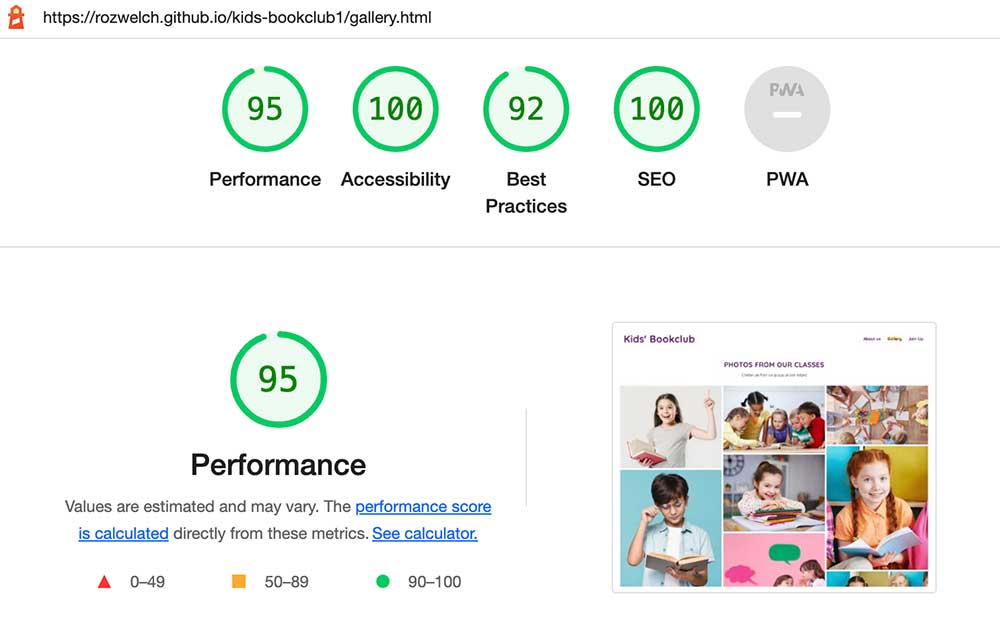 https://rozwelch.github.io/kids-bookclub1/gallery.html
95
100
92
100
PWA
Performance
Accessibility
Best
Practices
SEO
PWA
95
Performance
Values are estimated and may vary. The performance score
is calculated directly from these metrics. See calculator.
0–49
50–89
90–100
Kids' Bookclub
About us
Gallery
Join Up
PHOTOS FROM OUR CLASSES